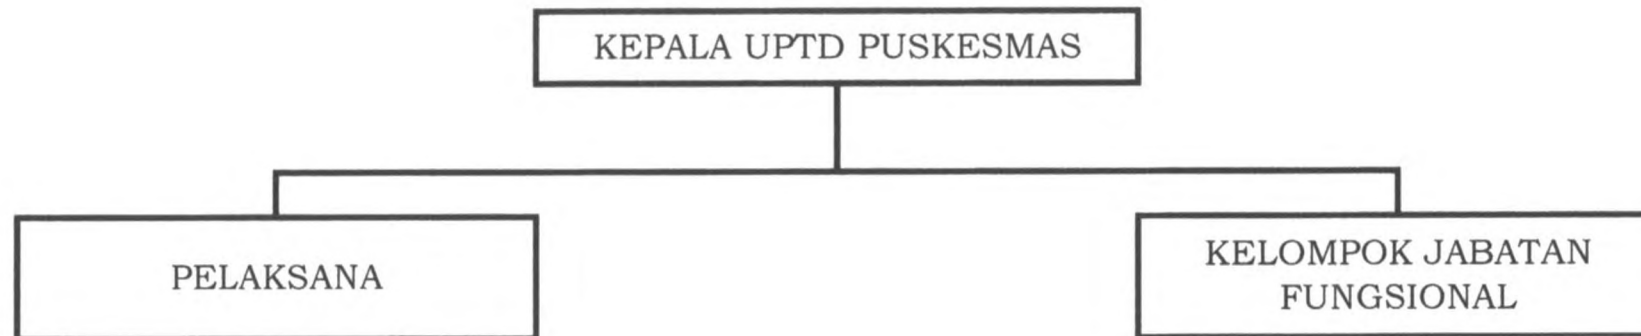 KEPALA UPTD PUSKESMAS
PELAKSANA
KELOMPOK JABATAN
FUNGSIONAL